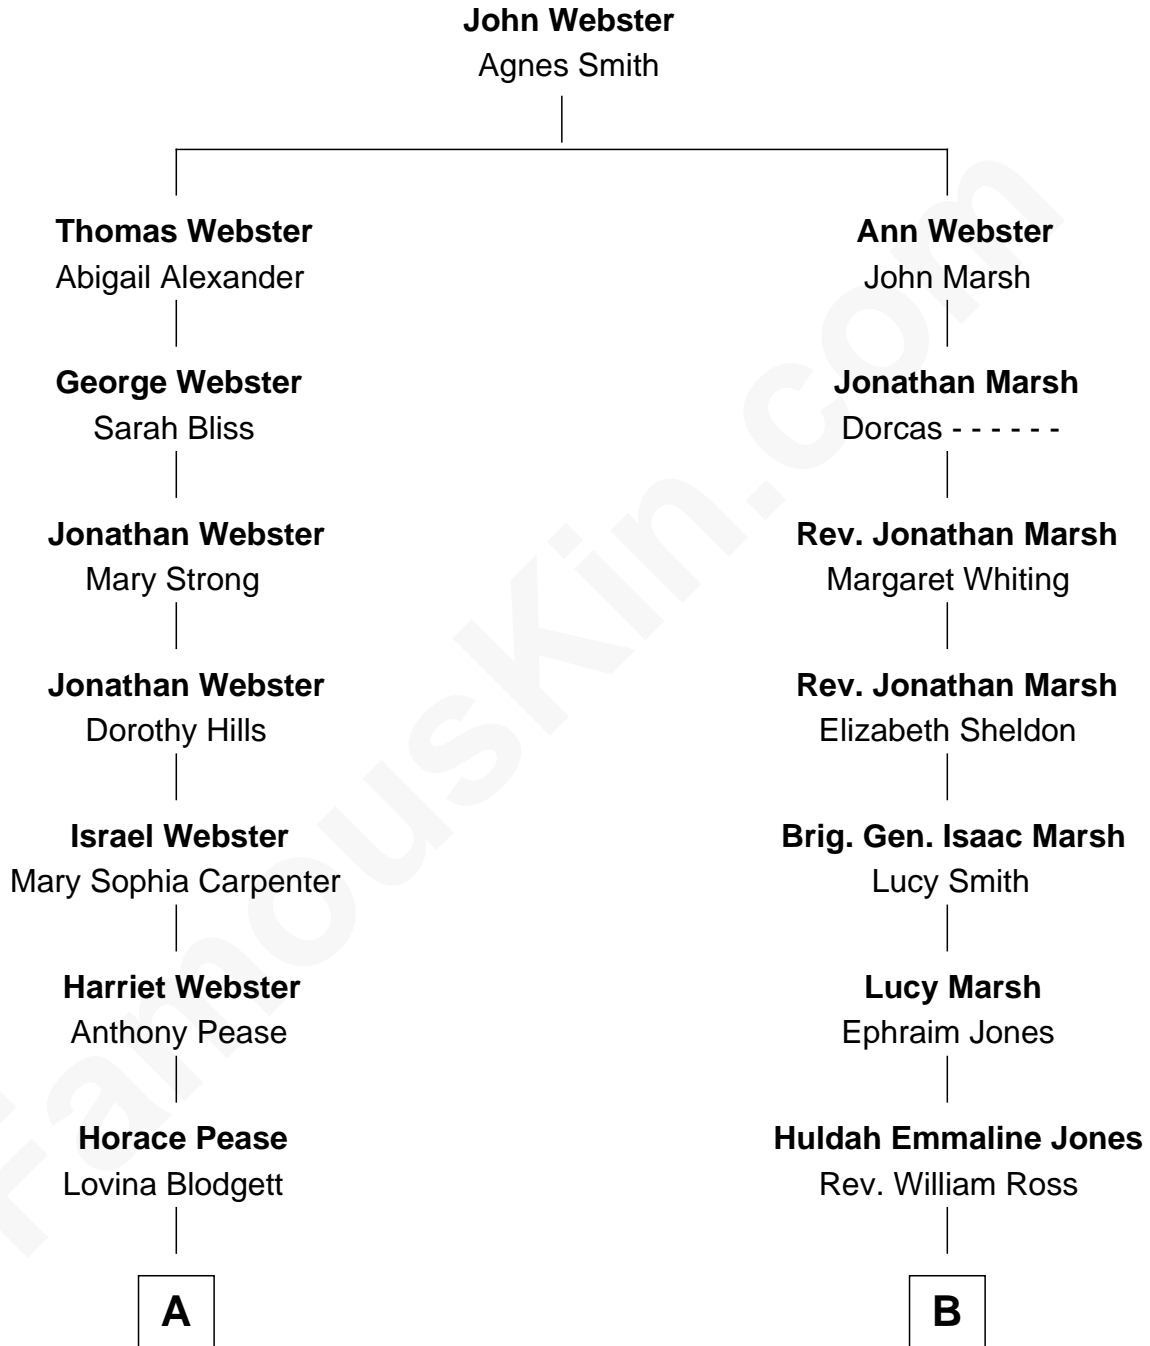 John Webster
Agnes Smith
Thomas Webster
Abigail Alexander
George Webster
Sarah Bliss
Jonathan Webster
Mary Strong
Jonathan Webster
Dorothy Hills
Israel Webster
Mary Sophia Carpenter
Harriet Webster
Anthony Pease
Horace Pease
Lovina Blodgett
A
Ann Webster
John Marsh
Jonathan Marsh
Dorcas - - - - - -
Rev. Jonathan Marsh
Margaret Whiting
Rev. Jonathan Marsh
Elizabeth Sheldon
Brig. Gen. Isaac Marsh
Lucy Smith
Lucy Marsh
Ephraim Jones
Huldah Emmaline Jones
Rev. William Ross
B
FamousKin.com